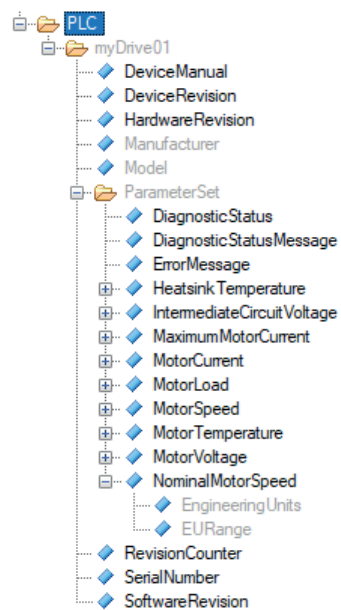 PLC
myDrive01
DeviceManual
DeviceRevision
HardwareRevision
Manufacturer
Model
ParameterSet
DiagnosticStatus
DiagnosticStatusMessage
ErrorMessage
HeatsinkTemperature
IntermediateCircuitVoltage
MaximumMotorCurrent
MotorCurrent
MotorLoad
MotorSpeed
MotorTemperature
MotorVoltage
NominalMotorSpeed
EngineeringUnits
EURange
RevisionCounter
SerialNumber
SoftwareRevision